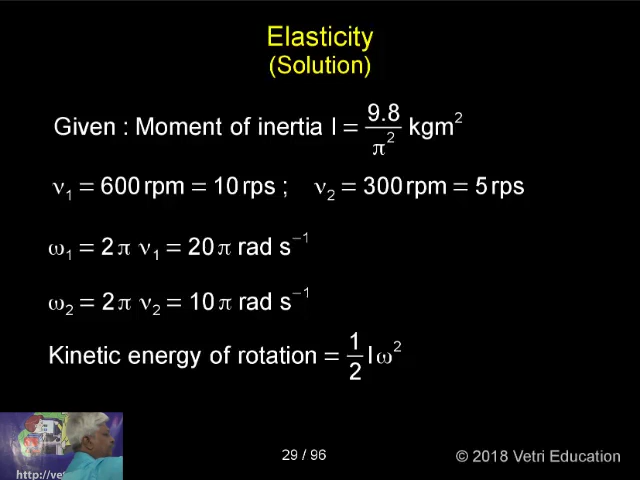 Elasticity
(Solution)
Given : Moment of inertia I = 9.8/π² kgm²
ν₁ = 600 rpm = 10 rps ; ν₂ = 300 rpm = 5 rps
ω₁ = 2π ν₁ = 20π rad s⁻¹
ω₂ = 2π ν₂ = 10π rad s⁻¹
Kinetic energy of rotation = 1/2 Iω²
http://vet
29 / 96
© 2018 Vetri Education